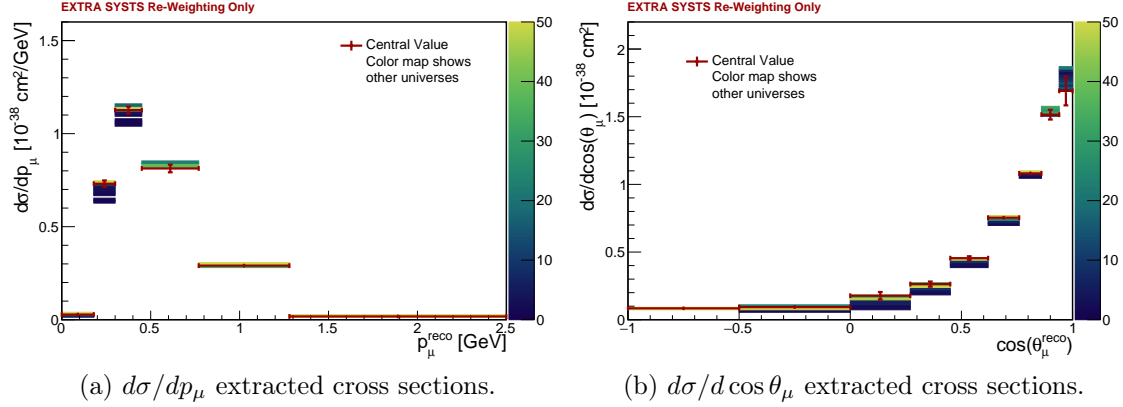 EXTRA SYSTS Re-Weighting Only
dσ/dp_μ [10^-38 cm^2/GeV]
1.5
1
0.5
0
Central Value
Color map shows
other universes
0 0.5 1 1.5 2 2.5
p_μ^reco [GeV]
50
40
30
20
10
0
(a) dσ/dp_μ extracted cross sections.
EXTRA SYSTS Re-Weighting Only
dσ/dcos(θ_μ) [10^-38 cm^2]
2
1.5
1
0.5
0
Central Value
Color map shows
other universes
−1 −0.5 0 0.5 1
cos(θ_μ^reco)
50
40
30
20
10
0
(b) dσ/d cos θ_μ extracted cross sections.